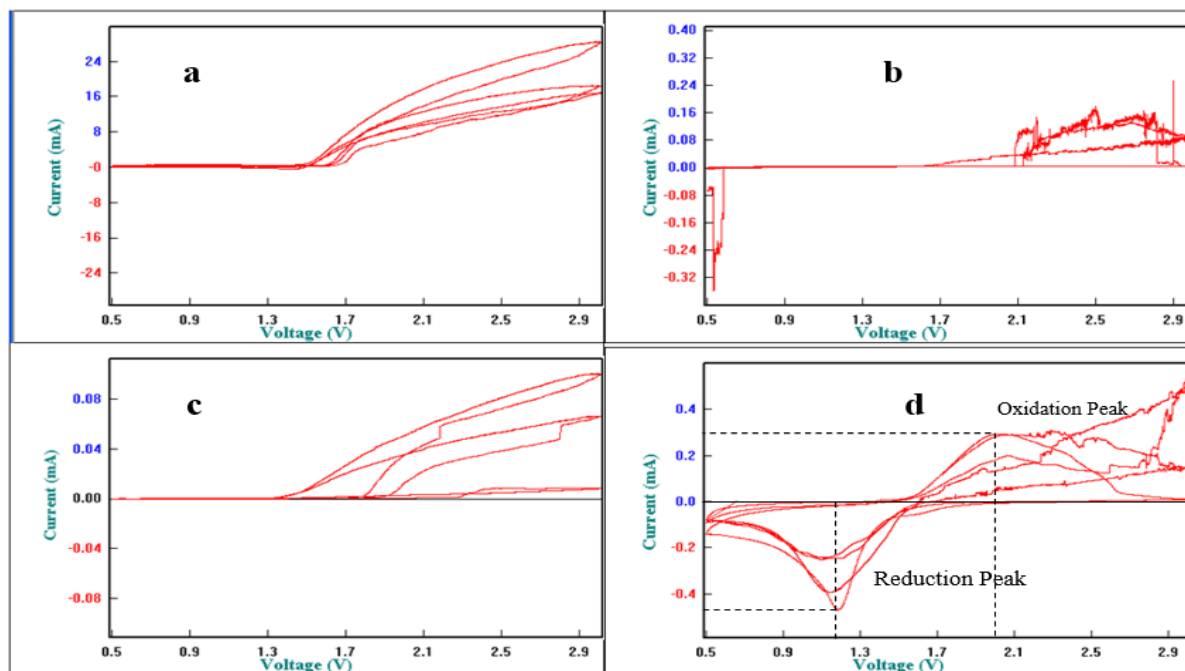 a
24
16
8
-0
-8
-16
-24
Current (mA)
0.5 0.9 1.3 1.7 2.1 2.5 2.9
Voltage (V)
b
0.40
0.32
0.24
0.16
0.08
0.00
-0.08
-0.16
-0.24
-0.32
Current (mA)
0.5 0.9 1.3 1.7 2.1 2.5 2.9
Voltage (V)
c
0.08
0.04
0.00
-0.04
-0.08
Current (mA)
0.5 0.9 1.3 1.7 2.1 2.5 2.9
Voltage (V)
d
Oxidation Peak
0.4
0.2
0.0
-0.2
-0.4
Current (mA)
Reduction Peak
0.5 0.9 1.3 1.7 2.1 2.5 2.9
Voltage (V)